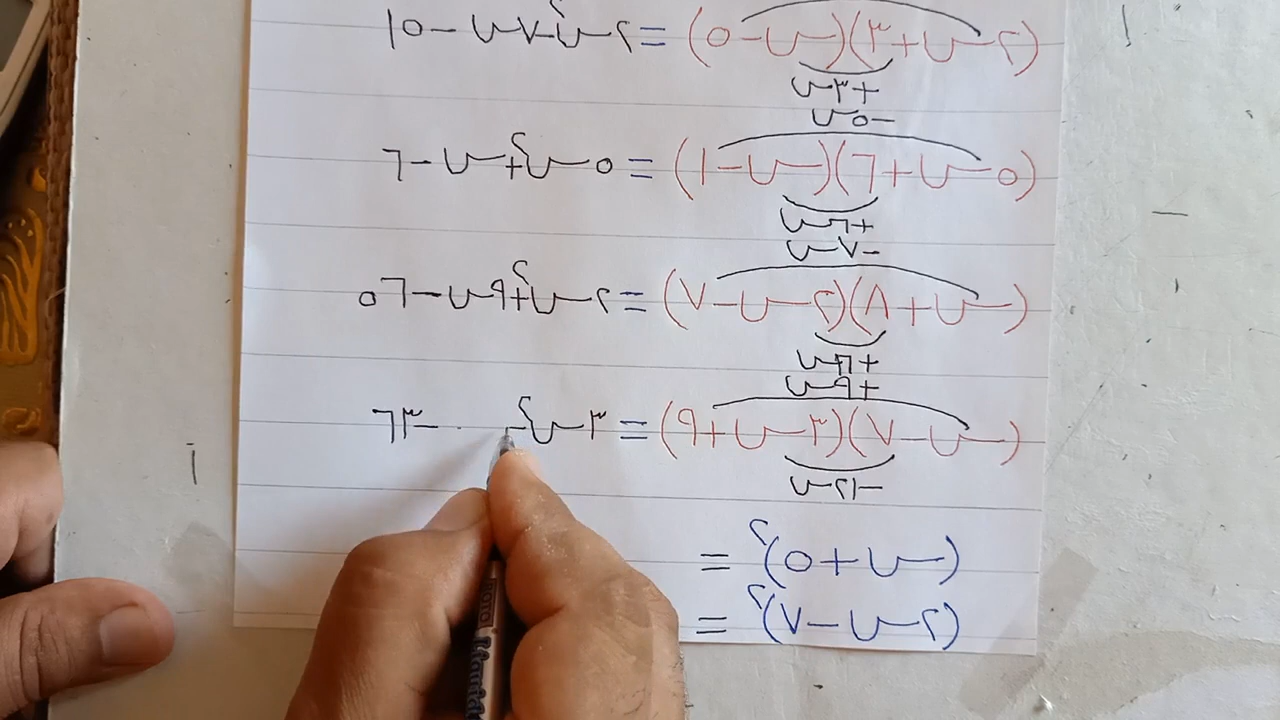 (٢س+٣)(س-٥) = ٢س٢-٧س-١٥
+٣س
-٥س
(٥س+٦)(س-١) = ٥س٢+س-٦
+٦س
-٧س
(س+٨)(٢س-٧) = ٢س٢+٩س-٥٦
+١٦س
+٩س
(س-٧)(٣س+٩) = ٣س٢- -٦٣
-٢١س
(س+٥)٢ =
(٢س-٧)٢ =